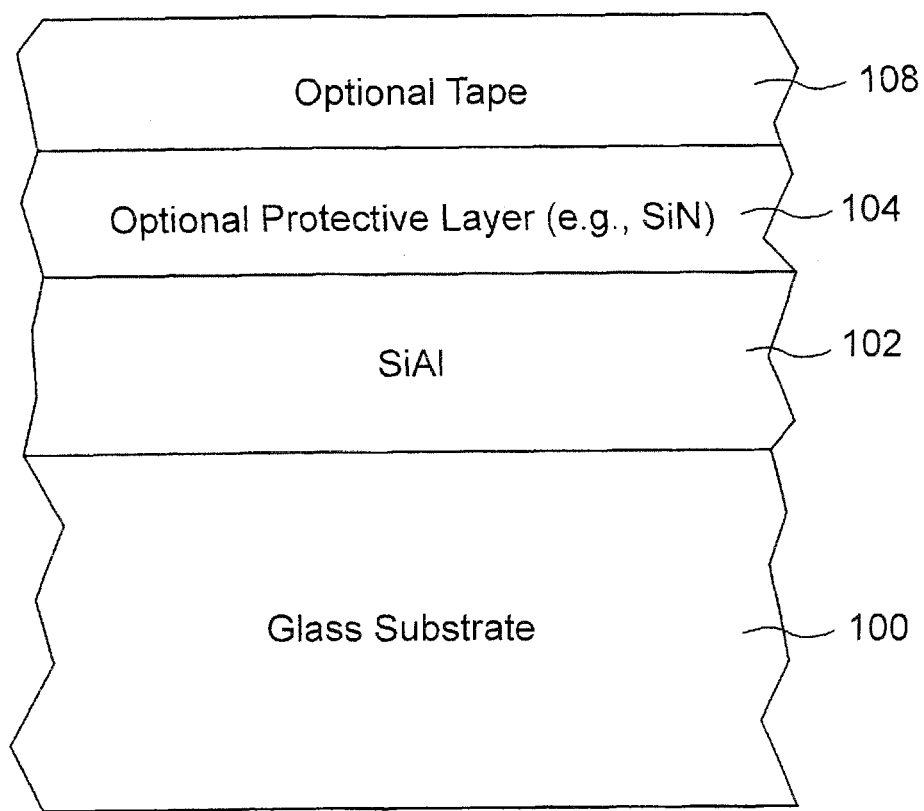 Optional Tape 108
Optional Protective Layer (e.g., SiN) 104
SiAl 102
Glass Substrate 100